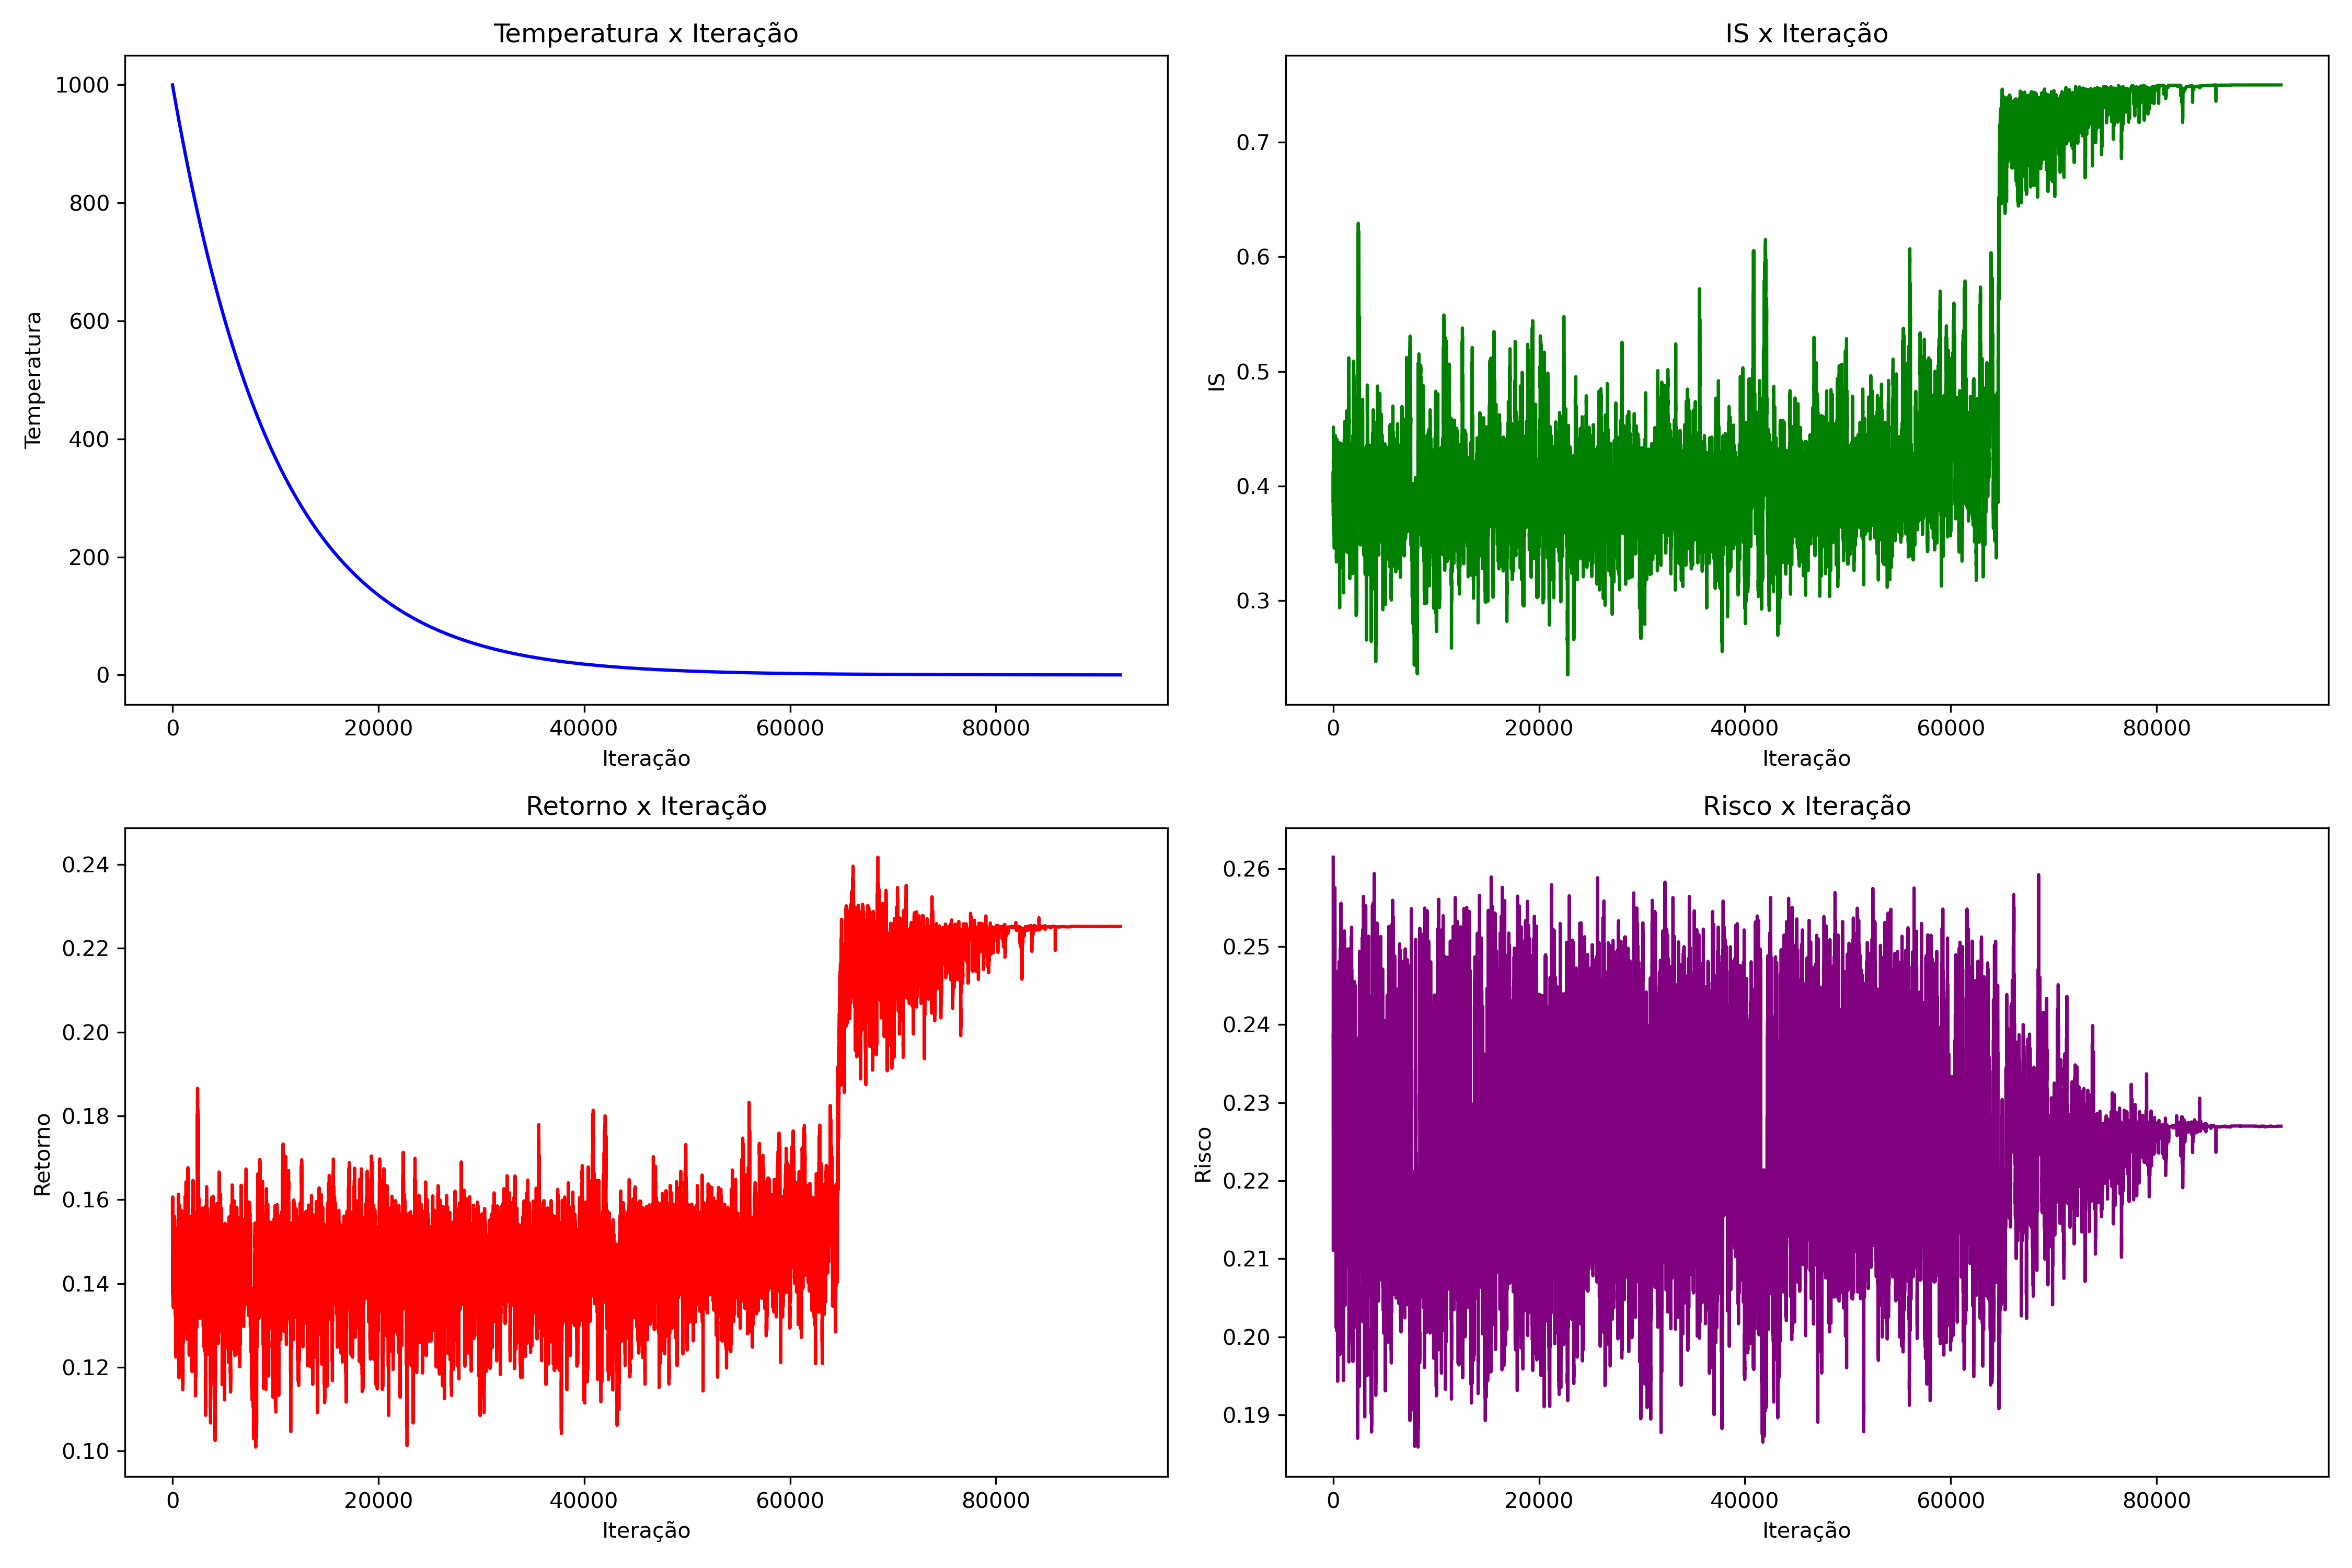 Temperatura x Iteração
1000
800
600
400
200
0
Temperatura
0 20000 40000 60000 80000
Iteração
IS x Iteração
0.7
0.6
0.5
0.4
0.3
IS
0 20000 40000 60000 80000
Iteração
Retorno x Iteração
0.24
0.22
0.20
0.18
0.16
0.14
0.12
0.10
Retorno
0 20000 40000 60000 80000
Iteração
Risco x Iteração
0.26
0.25
0.24
0.23
0.22
0.21
0.20
0.19
Risco
0 20000 40000 60000 80000
Iteração